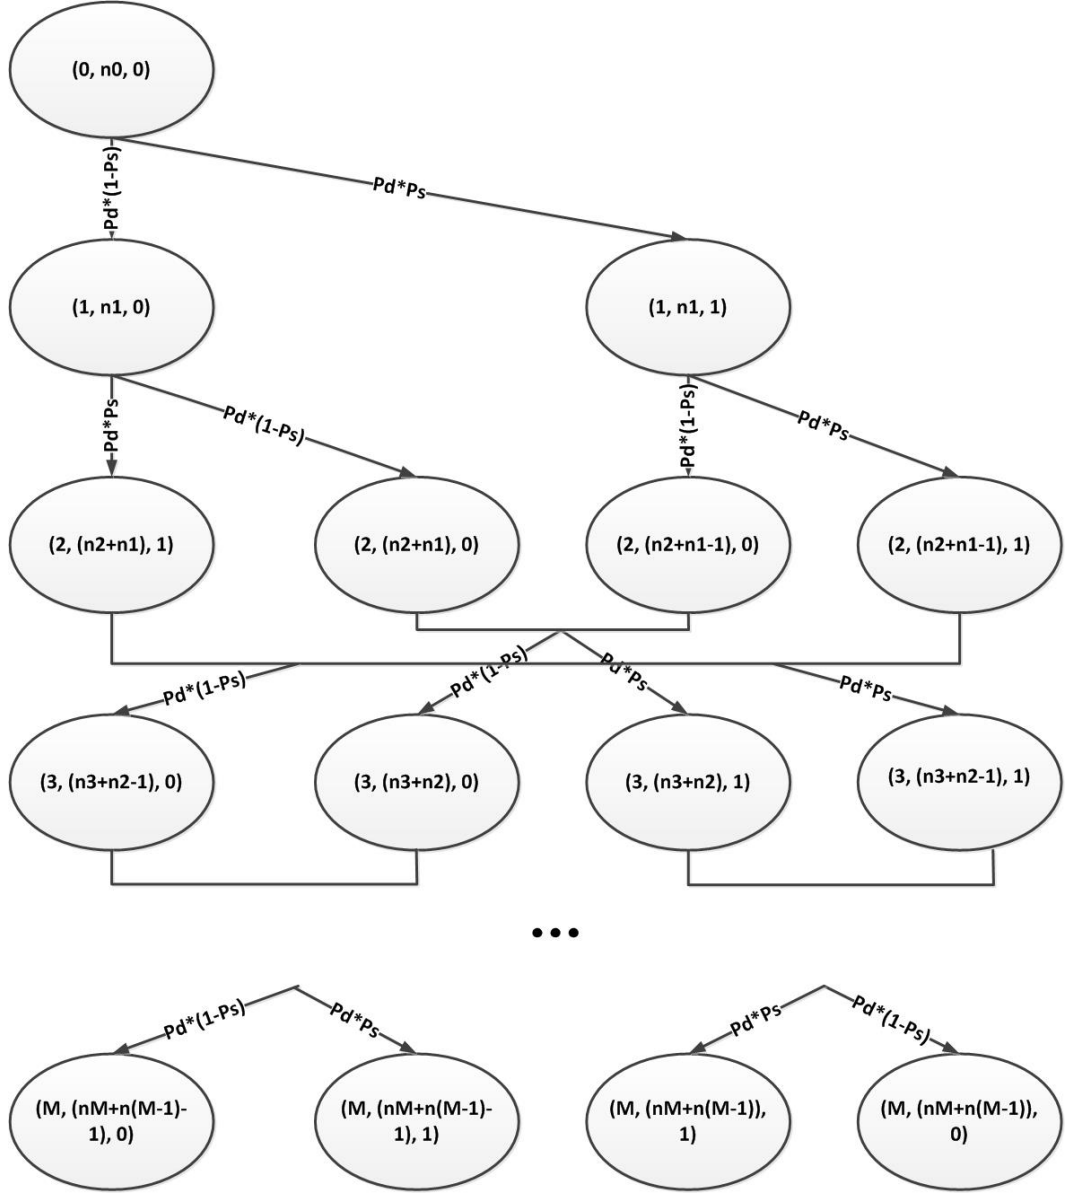 (0, n0, 0)
Pd*(1-Ps)
Pd*Ps
(1, n1, 0)
(1, n1, 1)
Pd*Ps
Pd*(1-Ps)
Pd*(1-Ps)
Pd*Ps
(2, (n2+n1), 1)
(2, (n2+n1), 0)
(2, (n2+n1-1), 0)
(2, (n2+n1-1), 1)
Pd*(1-Ps)
Pd*(1-Ps)
Pd*Ps
Pd*Ps
(3, (n3+n2-1), 0)
(3, (n3+n2), 0)
(3, (n3+n2), 1)
(3, (n3+n2-1), 1)
...
Pd*(1-Ps)
Pd*Ps
Pd*Ps
Pd*(1-Ps)
(M, (nM+n(M-1)-
1), 0)
(M, (nM+n(M-1)-
1), 1)
(M, (nM+n(M-1)),
1)
(M, (nM+n(M-1)),
0)